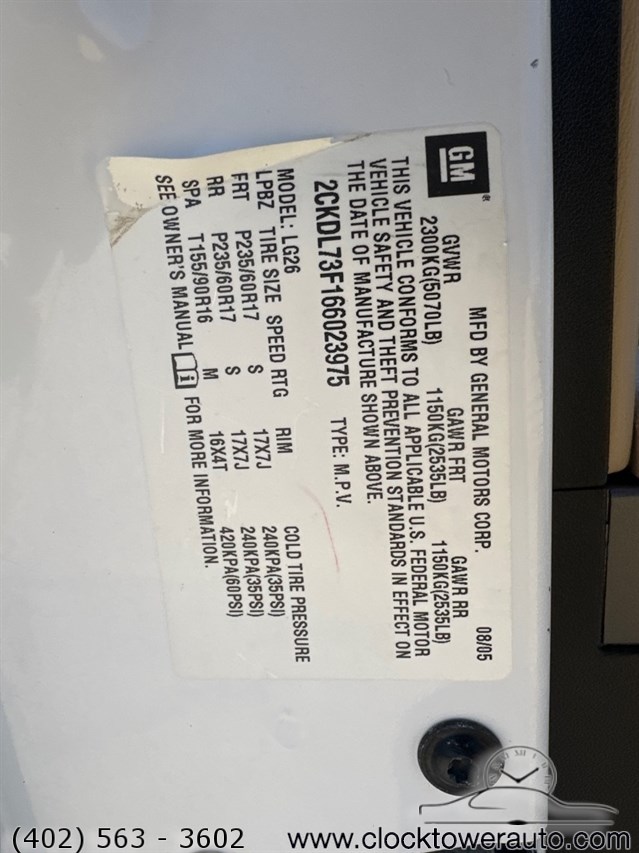 GM ®
MFD BY GENERAL MOTORS CORP. 08/05
GVWR GAWR FRT GAWR RR
2300KG(5070LB) 1150KG(2535LB) 1150KG(2535LB)
THIS VEHICLE CONFORMS TO ALL APPLICABLE U.S. FEDERAL MOTOR
VEHICLE SAFETY AND THEFT PREVENTION STANDARDS IN EFFECT ON
THE DATE OF MANUFACTURE SHOWN ABOVE.
2CKDL73F166023975 TYPE: M.P.V.
MODEL: LG26
LPBZ TIRE SIZE SPEED RTG RIM COLD TIRE PRESSURE
FRT P235/60R17 S 17X7J 240KPA(35PSI)
RR P235/60R17 S 17X7J 240KPA(35PSI)
SPA T155/90R16 M 16X4T 420KPA(60PSI)
SEE OWNER'S MANUAL i FOR MORE INFORMATION.
(402) 563 - 3602 www.clocktowerauto.com